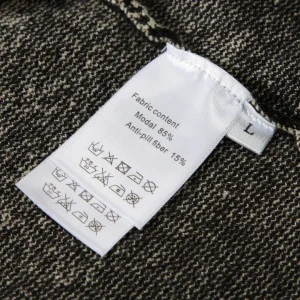 Fabric content
Modal 85%
Anti-pill fiber 15%
L